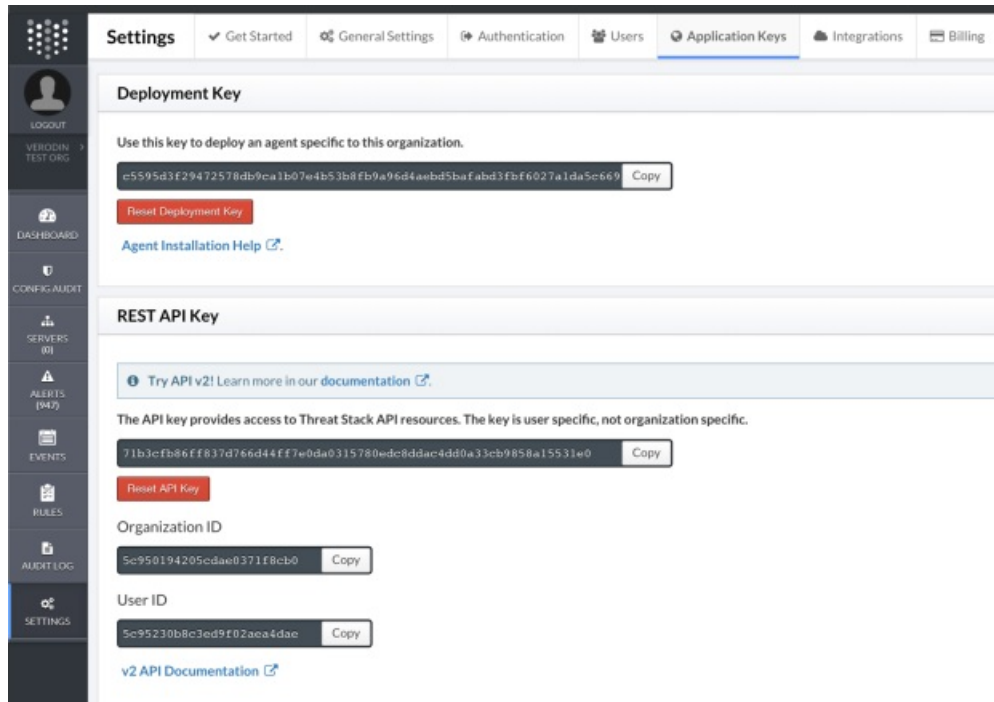 Settings
Get Started
General Settings
Authentication
Users
Application Keys
Integrations
Billing
LOGOUT
VERODIN
TEST ORG
DASHBOARD
CONFIG AUDIT
SERVERS
(0)
ALERTS
(947)
EVENTS
RULES
AUDIT LOG
SETTINGS
Deployment Key
Use this key to deploy an agent specific to this organization.
Copy
Reset Deployment Key
Agent Installation Help .
REST API Key
Try API v2! Learn more in our documentation .
The API key provides access to Threat Stack API resources. The key is user specific, not organization specific.
Copy
Reset API Key
Organization ID
Copy
User ID
Copy
v2 API Documentation